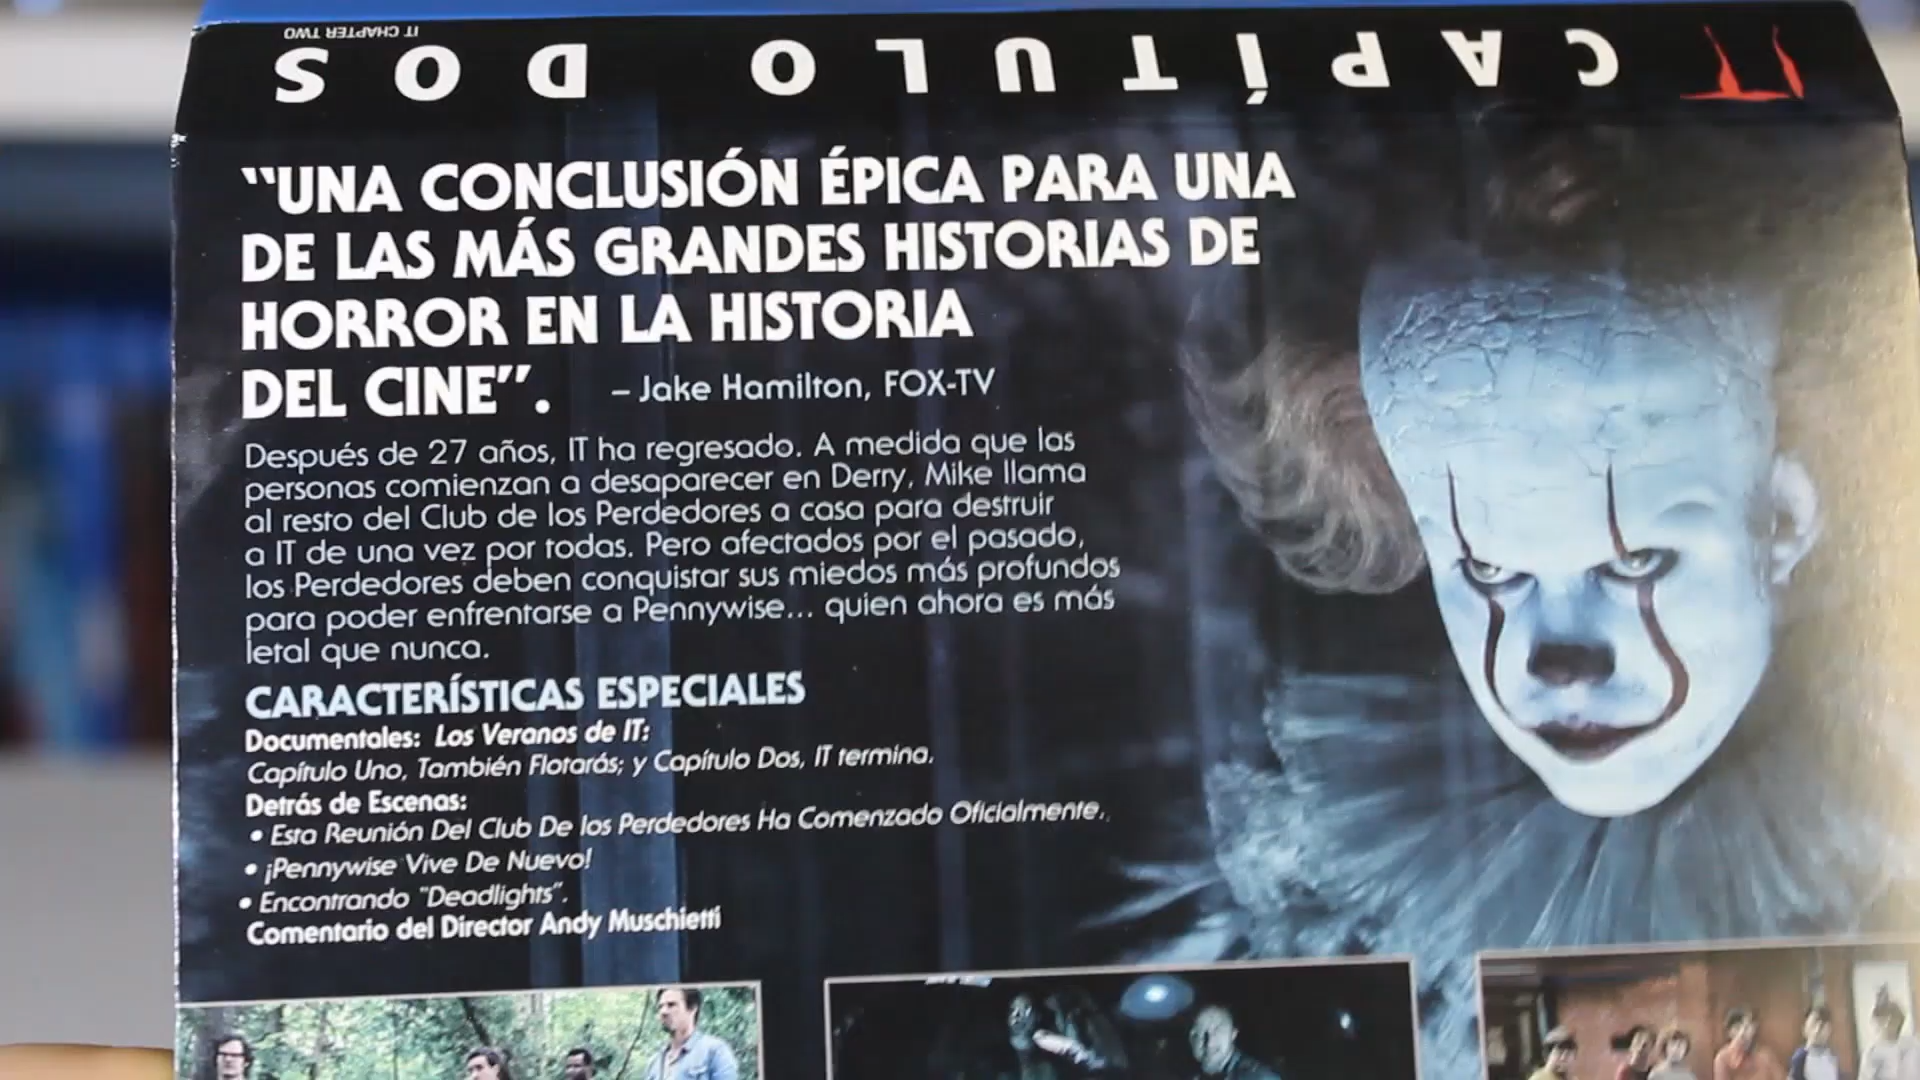 IT CAPÍTULO DOS
IT CHAPTER TWO
“UNA CONCLUSIÓN ÉPICA PARA UNA
DE LAS MÁS GRANDES HISTORIAS DE
HORROR EN LA HISTORIA
DEL CINE”. – Jake Hamilton, FOX-TV
Después de 27 años, IT ha regresado. A medida que las
personas comienzan a desaparecer en Derry, Mike llama
al resto del Club de los Perdedores a casa para destruir
a IT de una vez por todas. Pero afectados por el pasado,
los Perdedores deben conquistar sus miedos más profundos
para poder enfrentarse a Pennywise... quien ahora es más
letal que nunca.
CARACTERÍSTICAS ESPECIALES
Documentales: Los Veranos de IT:
Capítulo Uno, También Flotarás; y Capítulo Dos, IT termina.
Detrás de Escenas:
• Esta Reunión Del Club De los Perdedores Ha Comenzado Oficialmente.
• ¡Pennywise Vive De Nuevo!
• Encontrando “Deadlights”.
Comentario del Director Andy Muschietti